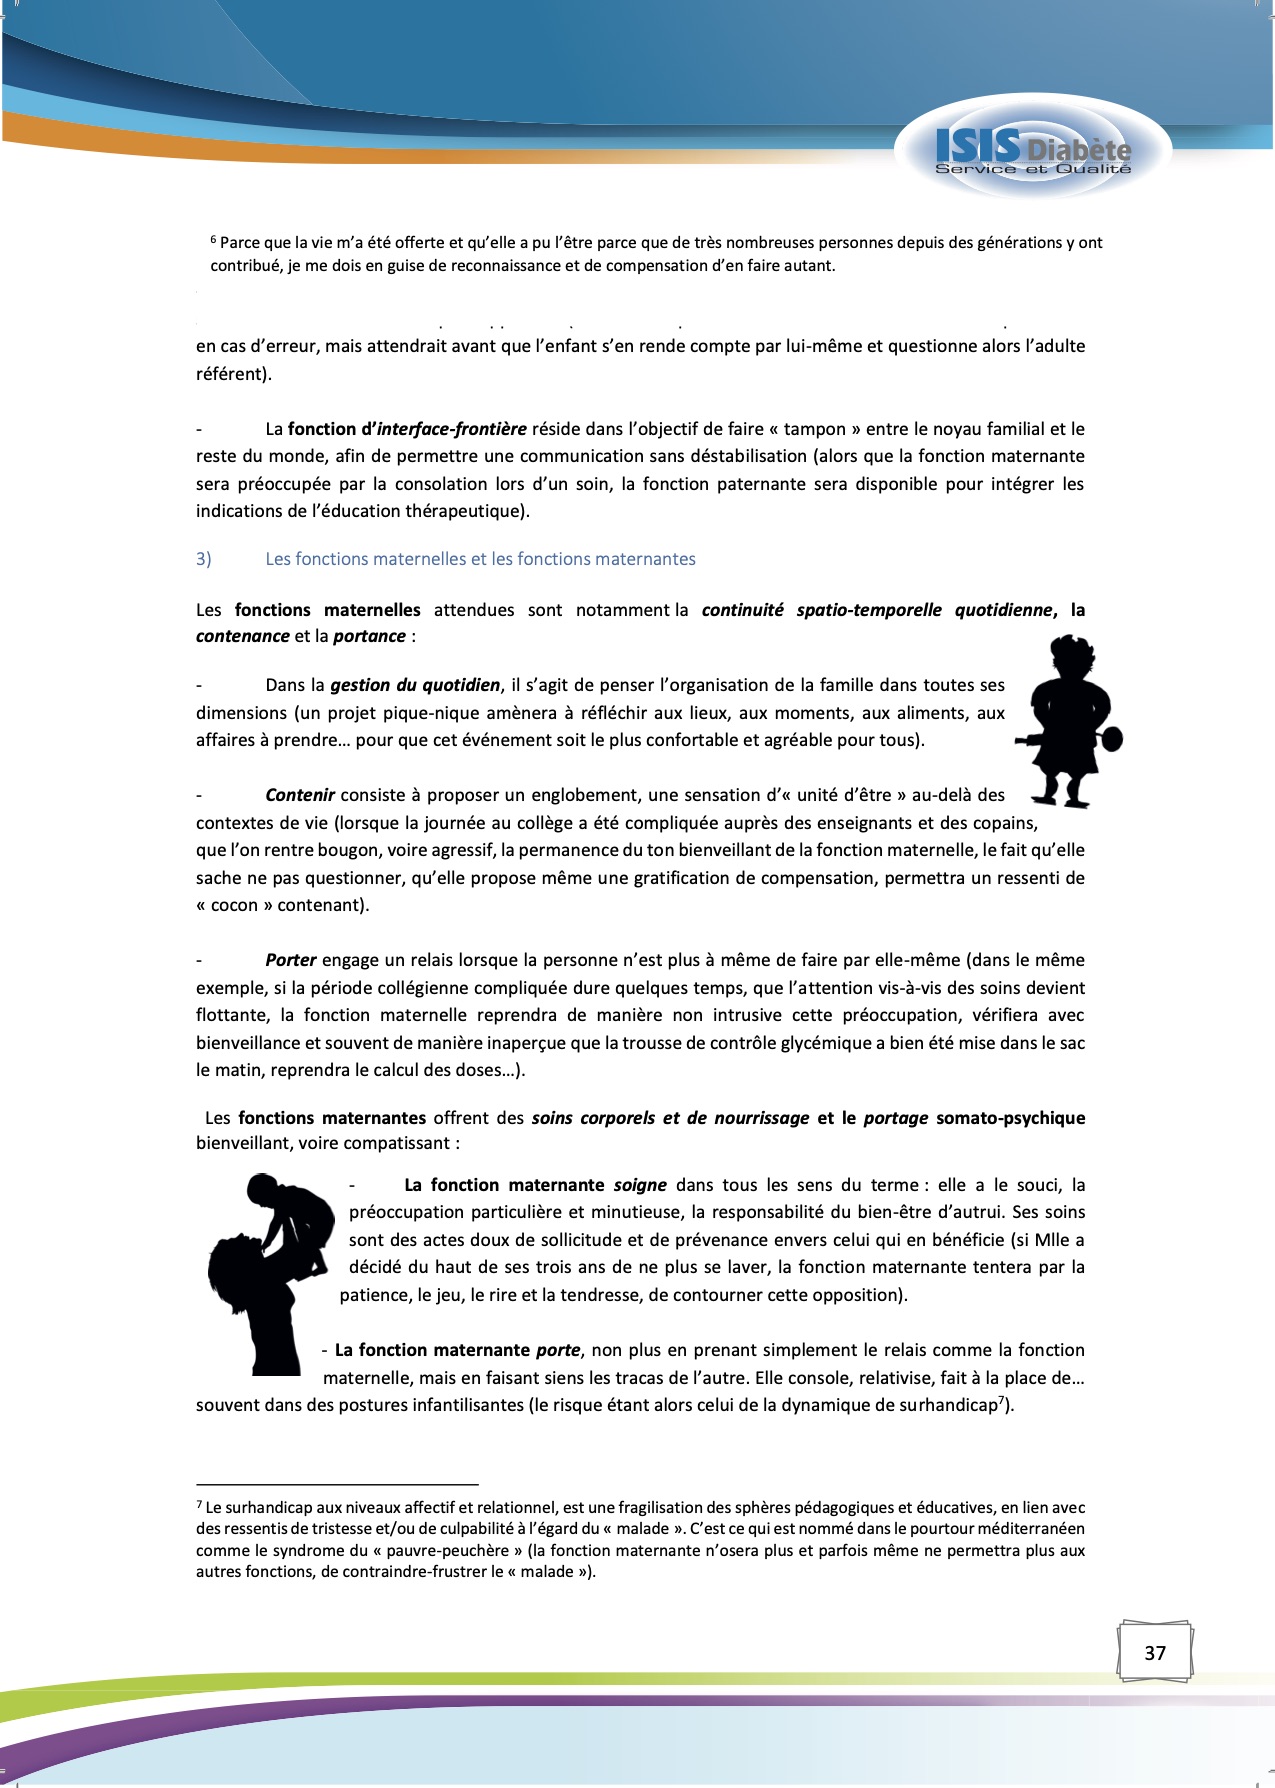 ISIS Diabète
Service et Qualité
⁶ Parce que la vie m’a été offerte et qu’elle a pu l’être parce que de très nombreuses personnes depuis des générations y ont
contribué, je me dois en guise de reconnaissance et de compensation d’en faire autant.
en cas d’erreur, mais attendrait avant que l’enfant s’en rende compte par lui-même et questionne alors l’adulte
référent).
- La fonction d’interface-frontière réside dans l’objectif de faire « tampon » entre le noyau familial et le
reste du monde, afin de permettre une communication sans déstabilisation (alors que la fonction maternante
sera préoccupée par la consolation lors d’un soin, la fonction paternante sera disponible pour intégrer les
indications de l’éducation thérapeutique).
3) Les fonctions maternelles et les fonctions maternantes
Les fonctions maternelles attendues sont notamment la continuité spatio-temporelle quotidienne, la
contenance et la portance :
- Dans la gestion du quotidien, il s’agit de penser l’organisation de la famille dans toutes ses
dimensions (un projet pique-nique amènera à réfléchir aux lieux, aux moments, aux aliments, aux
affaires à prendre… pour que cet événement soit le plus confortable et agréable pour tous).
- Contenir consiste à proposer un englobement, une sensation d’« unité d’être » au-delà des
contextes de vie (lorsque la journée au collège a été compliquée auprès des enseignants et des copains,
que l’on rentre bougon, voire agressif, la permanence du ton bienveillant de la fonction maternelle, le fait qu’elle
sache ne pas questionner, qu’elle propose même une gratification de compensation, permettra un ressenti de
« cocon » contenant).
- Porter engage un relais lorsque la personne n’est plus à même de faire par elle-même (dans le même
exemple, si la période collégienne compliquée dure quelques temps, que l’attention vis-à-vis des soins devient
flottante, la fonction maternelle reprendra de manière non intrusive cette préoccupation, vérifiera avec
bienveillance et souvent de manière inaperçue que la trousse de contrôle glycémique a bien été mise dans le sac
le matin, reprendra le calcul des doses…).
Les fonctions maternantes offrent des soins corporels et de nourrissage et le portage somato-psychique
bienveillant, voire compatissant :
- La fonction maternante soigne dans tous les sens du terme : elle a le souci, la
préoccupation particulière et minutieuse, la responsabilité du bien-être d’autrui. Ses soins
sont des actes doux de sollicitude et de prévenance envers celui qui en bénéficie (si Mlle a
décidé du haut de ses trois ans de ne plus se laver, la fonction maternante tentera par la
patience, le jeu, le rire et la tendresse, de contourner cette opposition).
- La fonction maternante porte, non plus en prenant simplement le relais comme la fonction
maternelle, mais en faisant siens les tracas de l’autre. Elle console, relativise, fait à la place de…
souvent dans des postures infantilisantes (le risque étant alors celui de la dynamique de surhandicap⁷).
⁷ Le surhandicap aux niveaux affectif et relationnel, est une fragilisation des sphères pédagogiques et éducatives, en lien avec
des ressentis de tristesse et/ou de culpabilité à l’égard du « malade ». C’est ce qui est nommé dans le pourtour méditerranéen
comme le syndrome du « pauvre-peuchère » (la fonction maternante n’osera plus et parfois même ne permettra plus aux
autres fonctions, de contraindre-frustrer le « malade »).
37